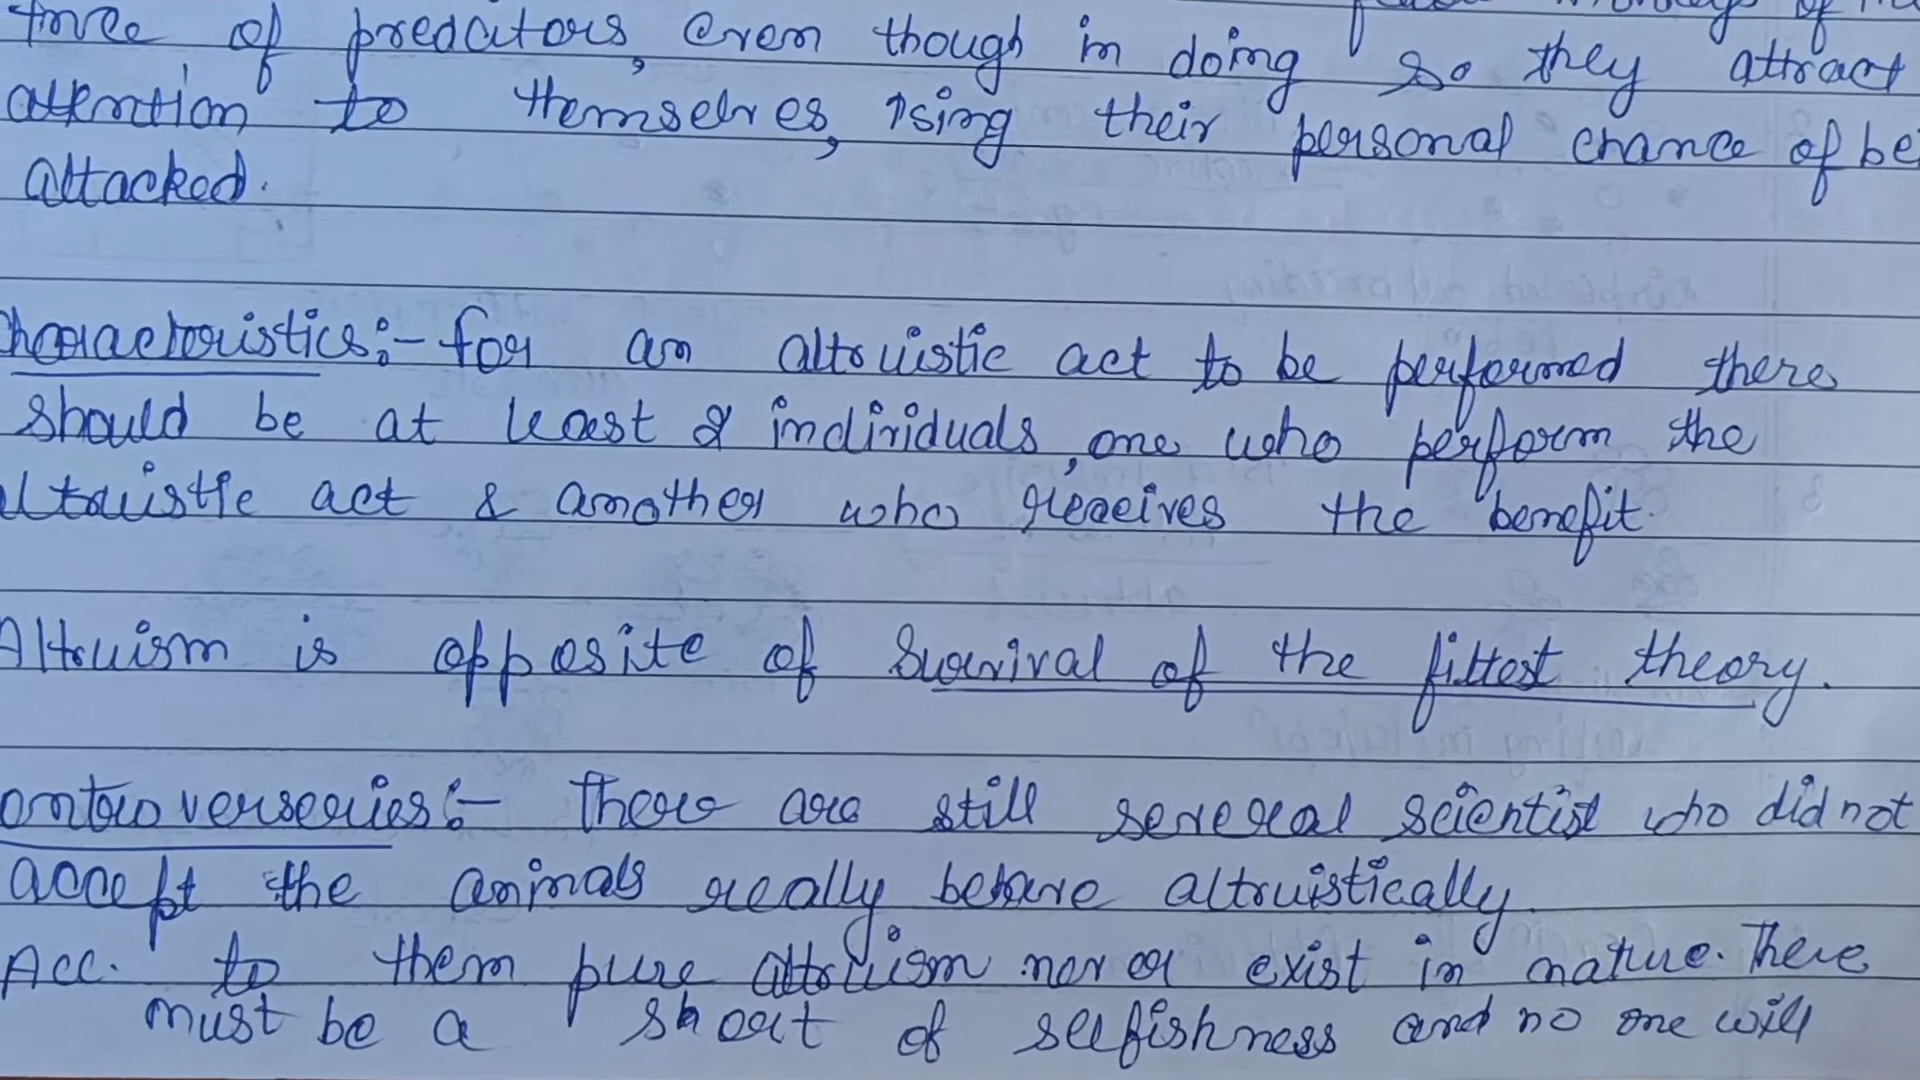 of predators, even though in doing so they attract
attention to themselves, ising their personal chance of be
attacked.
characteristics:- for an altruistic act to be performed there
should be at least 2 individuals, one who perform the
altruistic act & another who receives the benefit.
Altruism is opposite of Survival of the fittest theory.
ontroverseries:- There are still several scientist who did not
accept the animals really behave altruistically.
Acc. to them pure altruism never exist in nature. There
must be a short of selfishness and no one will